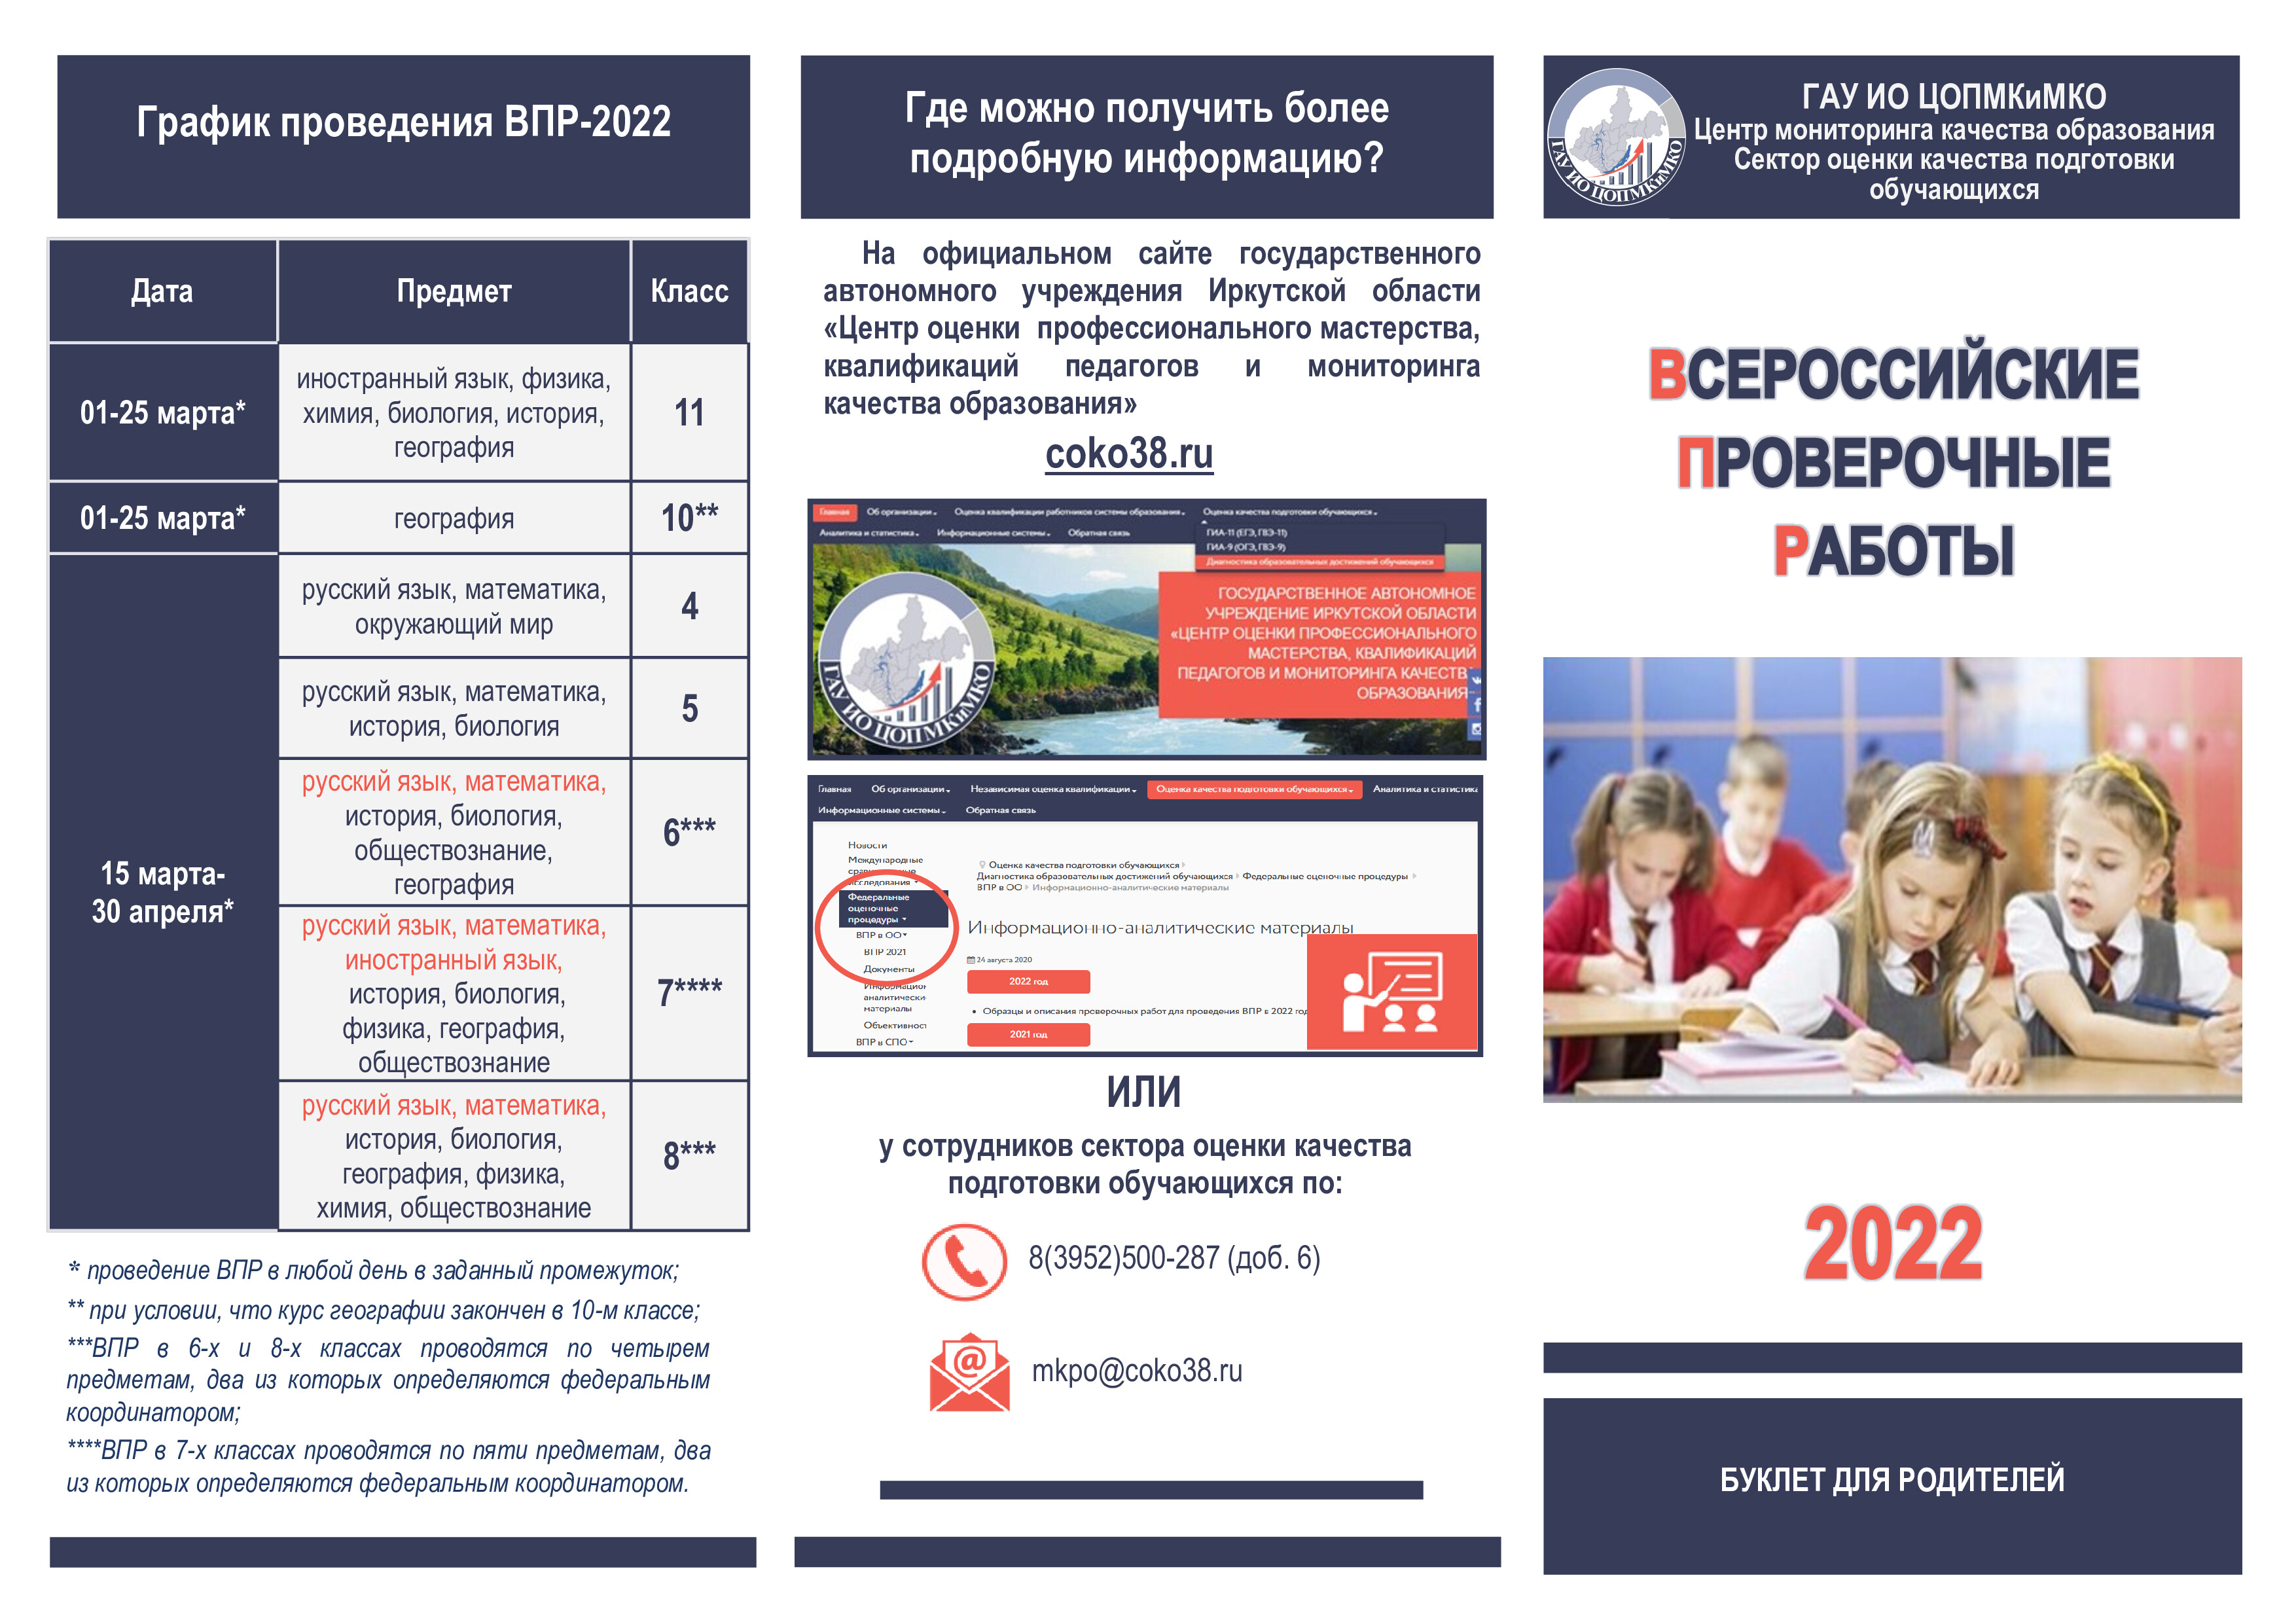 График проведения ВПР-2022
Дата
Предмет
Класс
01-25 марта*
иностранный язык, физика,
химия, биология, история,
география
11
01-25 марта*
география
10**
15 марта-
30 апреля*
русский язык, математика,
окружающий мир
4
русский язык, математика,
история, биология
5
русский язык, математика,
история, биология,
обществознание,
география
6***
русский язык, математика,
иностранный язык,
история, биология,
физика, география,
обществознание
7****
русский язык, математика,
история, биология,
география, физика,
химия, обществознание
8***
* проведение ВПР в любой день в заданный промежуток;
** при условии, что курс географии закончен в 10-м классе;
***ВПР в 6-х и 8-х классах проводятся по четырем
предметам, два из которых определяются федеральным
координатором;
****ВПР в 7-х классах проводятся по пяти предметам, два
из которых определяются федеральным координатором.
Где можно получить более
подробную информацию?
На официальном сайте государственного
автономного учреждения Иркутской области
«Центр оценки профессионального мастерства,
квалификаций педагогов и мониторинга
качества образования»
coko38.ru
Главная Об организации Оценка квалификации работников системы образования Оценка качества подготовки обучающихся
Аналитика и статистика Информационные системы Обратная связь
ГИА-11 (ЕГЭ, ГВЭ-11)
ГИА-9 (ОГЭ, ГВЭ-9)
Диагностика образовательных достижений обучающихся
ГОСУДАРСТВЕННОЕ АВТОНОМНОЕ
УЧРЕЖДЕНИЕ ИРКУТСКОЙ ОБЛАСТИ
«ЦЕНТР ОЦЕНКИ ПРОФЕССИОНАЛЬНОГО
МАСТЕРСТВА, КВАЛИФИКАЦИЙ
ПЕДАГОГОВ И МОНИТОРИНГА КАЧЕСТВ
ОБРАЗОВАНИЯ
ГАУ ИО ЦОПМКиМКО
Главная Об организации Независимая оценка квалификации Оценка качества подготовки обучающихся Аналитика и статистика
Информационные системы Обратная связь
Новости
Международные
исследования
Федеральные
оценочные
процедуры
ВПР в ОО
ВПР 2021
Документы
аналитически
материалы
Объективност
ВПР в СПО
Оценка качества подготовки обучающихся
Диагностика образовательных достижений обучающихся Федеральные оценочные процедуры
ВПР в ОО Информационно-аналитические материалы
Информационно-аналитические материалы
24 августа 2020
2022 год
• Образцы и описания проверочных работ для проведения ВПР в 2022 год
2021 год
ИЛИ
у сотрудников сектора оценки качества
подготовки обучающихся по:
8(3952)500-287 (доб. 6)
@
mkpo@coko38.ru
ГАУ ИО ЦОПМКиМКО
ГАУ ИО ЦОПМКиМКО
Центр мониторинга качества образования
Сектор оценки качества подготовки
обучающихся
ВСЕРОССИЙСКИЕ
ПРОВЕРОЧНЫЕ
РАБОТЫ
2022
БУКЛЕТ ДЛЯ РОДИТЕЛЕЙ